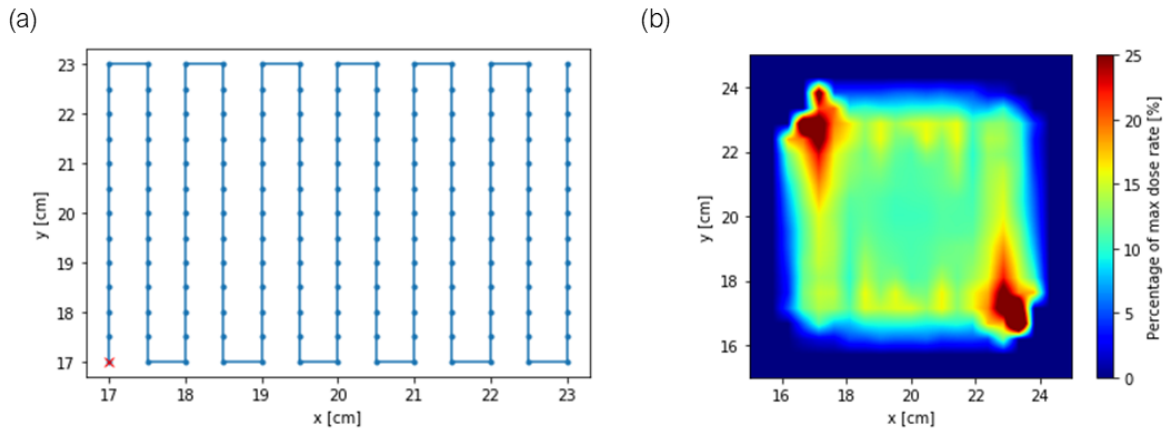 (a)
23
22
21
20
19
18
17
y [cm]
17 18 19 20 21 22 23
x [cm]
(b)
24
22
20
18
16
y [cm]
16 18 20 22 24
x [cm]
25
20
15
10
5
0
Percentage of max dose rate [%]